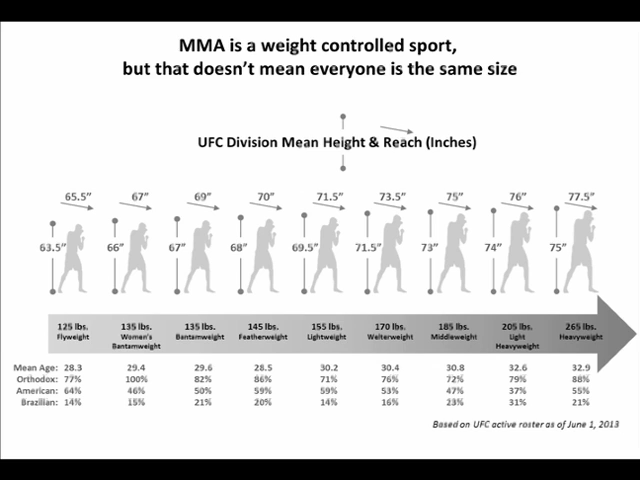 MMA is a weight controlled sport,
but that doesn't mean everyone is the same size
UFC Division Mean Height & Reach (Inches)
65.5" 67" 69" 70" 71.5" 73.5" 75" 76" 77.5"
63.5" 66" 67" 68" 69.5" 71.5" 73" 74" 75"
125 lbs. 135 lbs. 135 lbs. 145 lbs. 155 lbs. 170 lbs. 185 lbs. 205 lbs. 265 lbs.
Flyweight Women's Bantamweight Featherweight Lightweight Welterweight Middleweight Light Heavyweight
Bantamweight Heavyweight
Mean Age: 28.3 29.4 29.6 28.5 30.2 30.4 30.8 32.6 32.9
Orthodox: 77% 100% 82% 86% 71% 76% 72% 79% 88%
American: 64% 46% 50% 59% 59% 53% 47% 37% 55%
Brazilian: 14% 15% 21% 20% 14% 16% 23% 31% 21%
Based on UFC active roster as of June 1, 2013